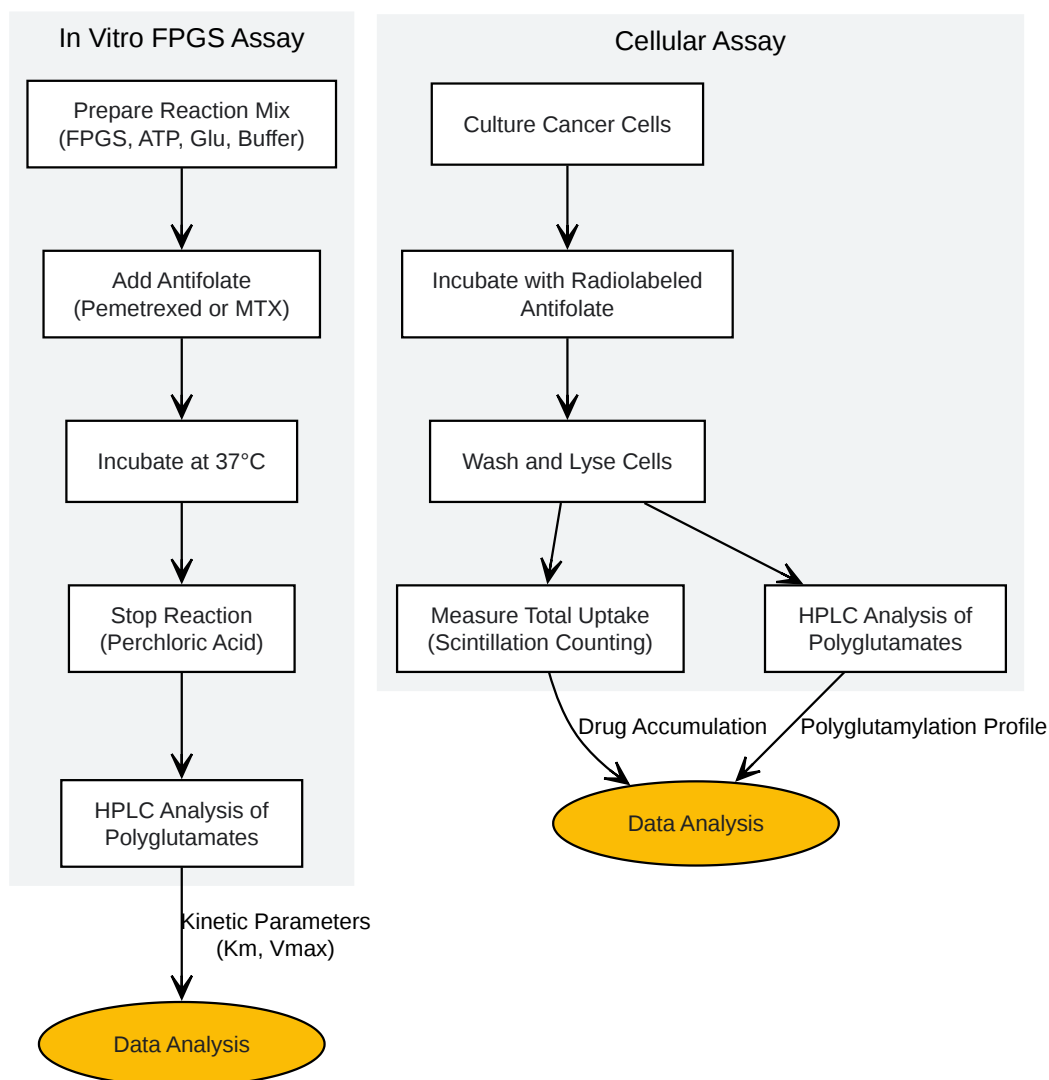 In Vitro FPGS Assay
Prepare Reaction Mix
(FPGS, ATP, Glu, Buffer)
Add Antifolate
(Pemetrexed or MTX)
Incubate at 37°C
Stop Reaction
(Perchloric Acid)
HPLC Analysis of
Polyglutamates
Kinetic Parameters
(Km, Vmax)
Data Analysis
Cellular Assay
Culture Cancer Cells
Incubate with Radiolabeled
Antifolate
Wash and Lyse Cells
Measure Total Uptake
(Scintillation Counting)
HPLC Analysis of
Polyglutamates
Drug Accumulation
Polyglutamylation Profile
Data Analysis